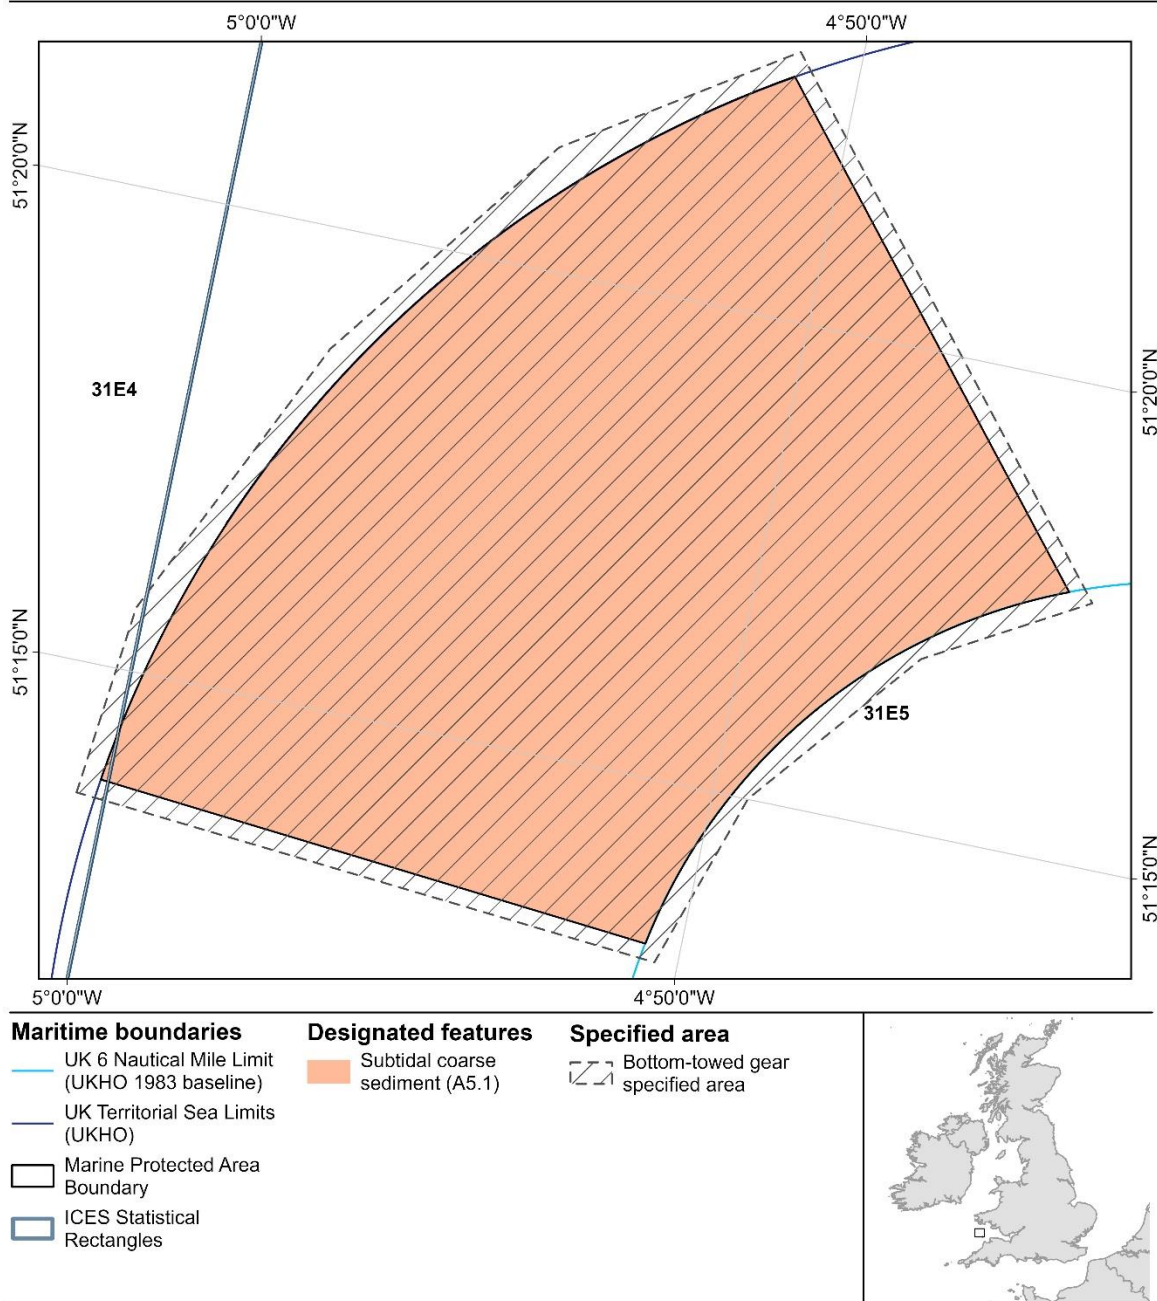 5°0'0"W
4°50'0"W
51°20'0"N
31E4
51°20'0"N
51°15'0"N
31E5
51°15'0"N
5°0'0"W
4°50'0"W
Maritime boundaries
UK 6 Nautical Mile Limit
(UKHO 1983 baseline)
UK Territorial Sea Limits
(UKHO)
Marine Protected Area
Boundary
ICES Statistical
Rectangles
Designated features
Subtidal coarse
sediment (A5.1)
Specified area
Bottom-towed gear
specified area